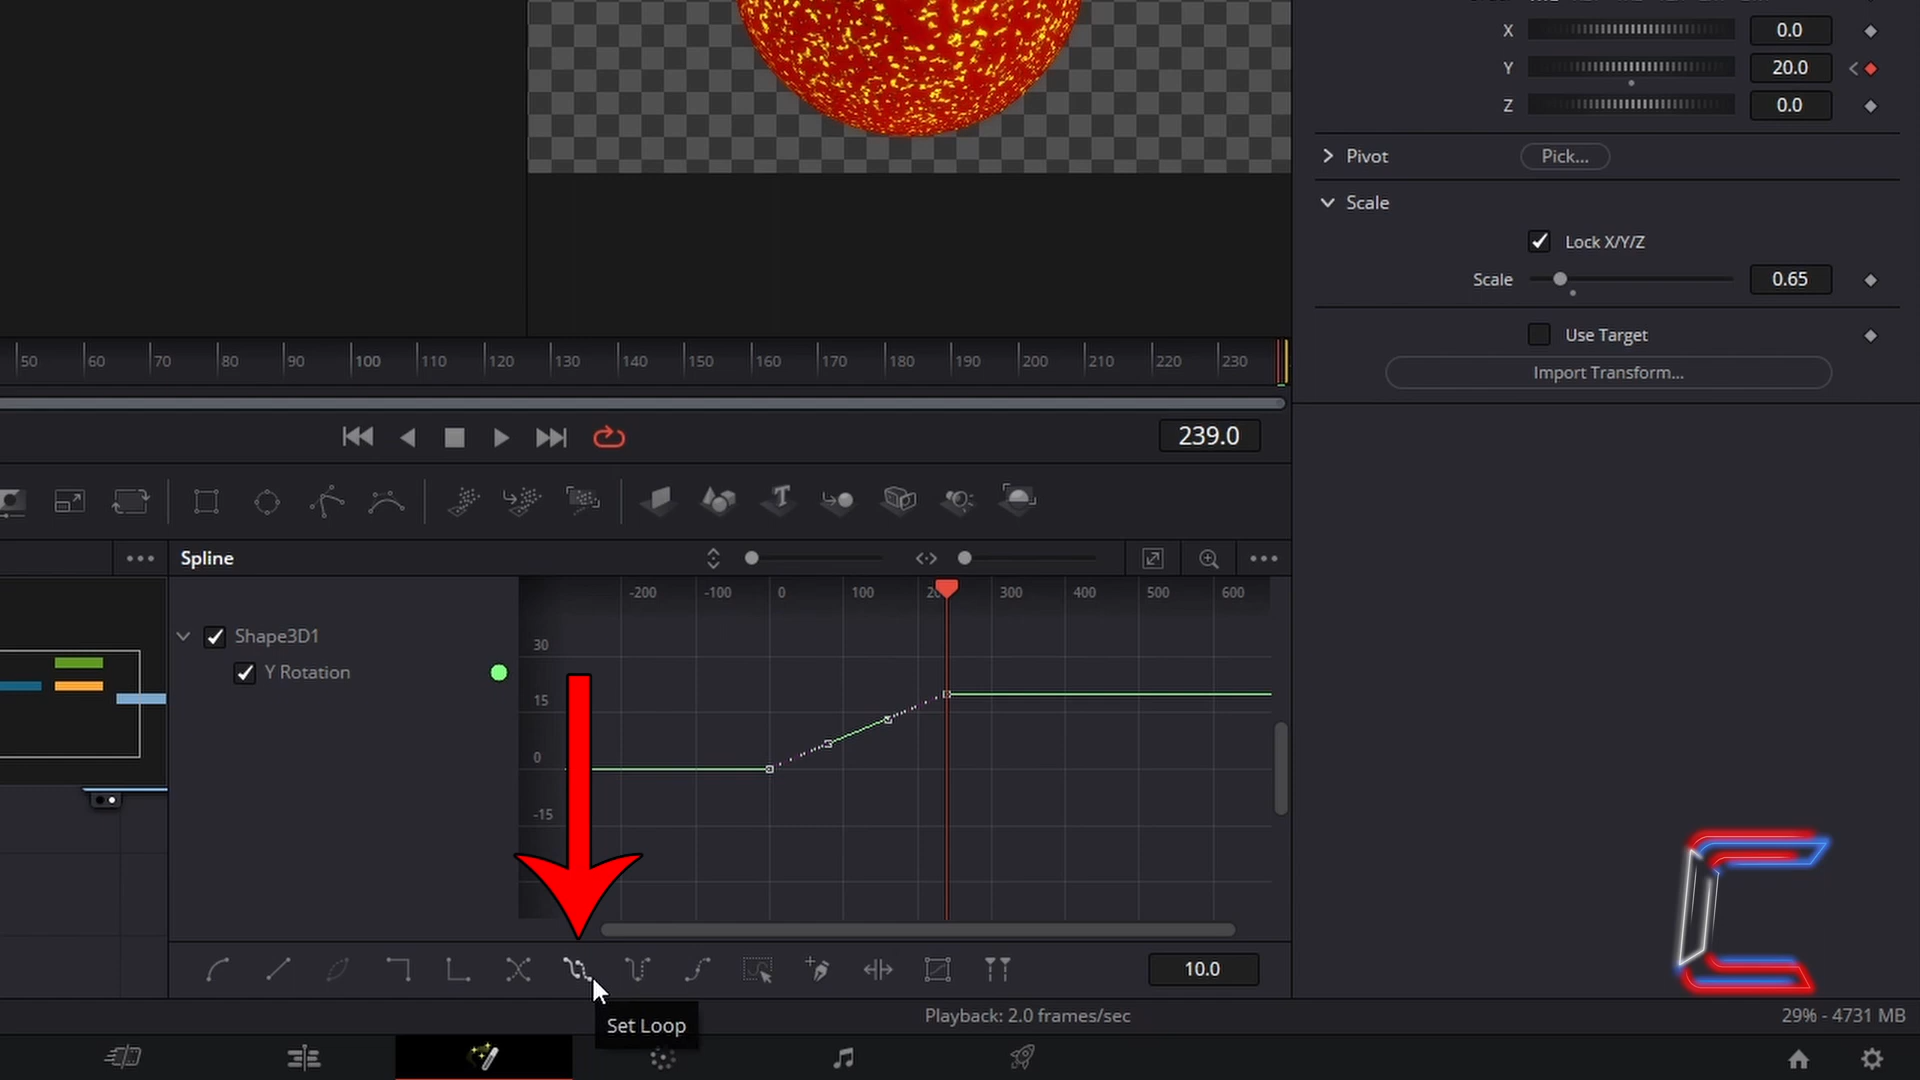 X 0.0
Y 20.0 <
Z 0.0
Pivot Pick...
Scale
Lock X/Y/Z
Scale 0.65
Use Target
Import Transform...
50 60 70 80 90 100 110 120 130 140 150 160 170 180 190 200 210 220 230
239.0
Spline
-200 -100 0 100 300 400 500 600
Shape3D1
Y Rotation
30
15
0
-15
10.0
Set Loop
Playback: 2.0 frames/sec
29% - 4731 MB